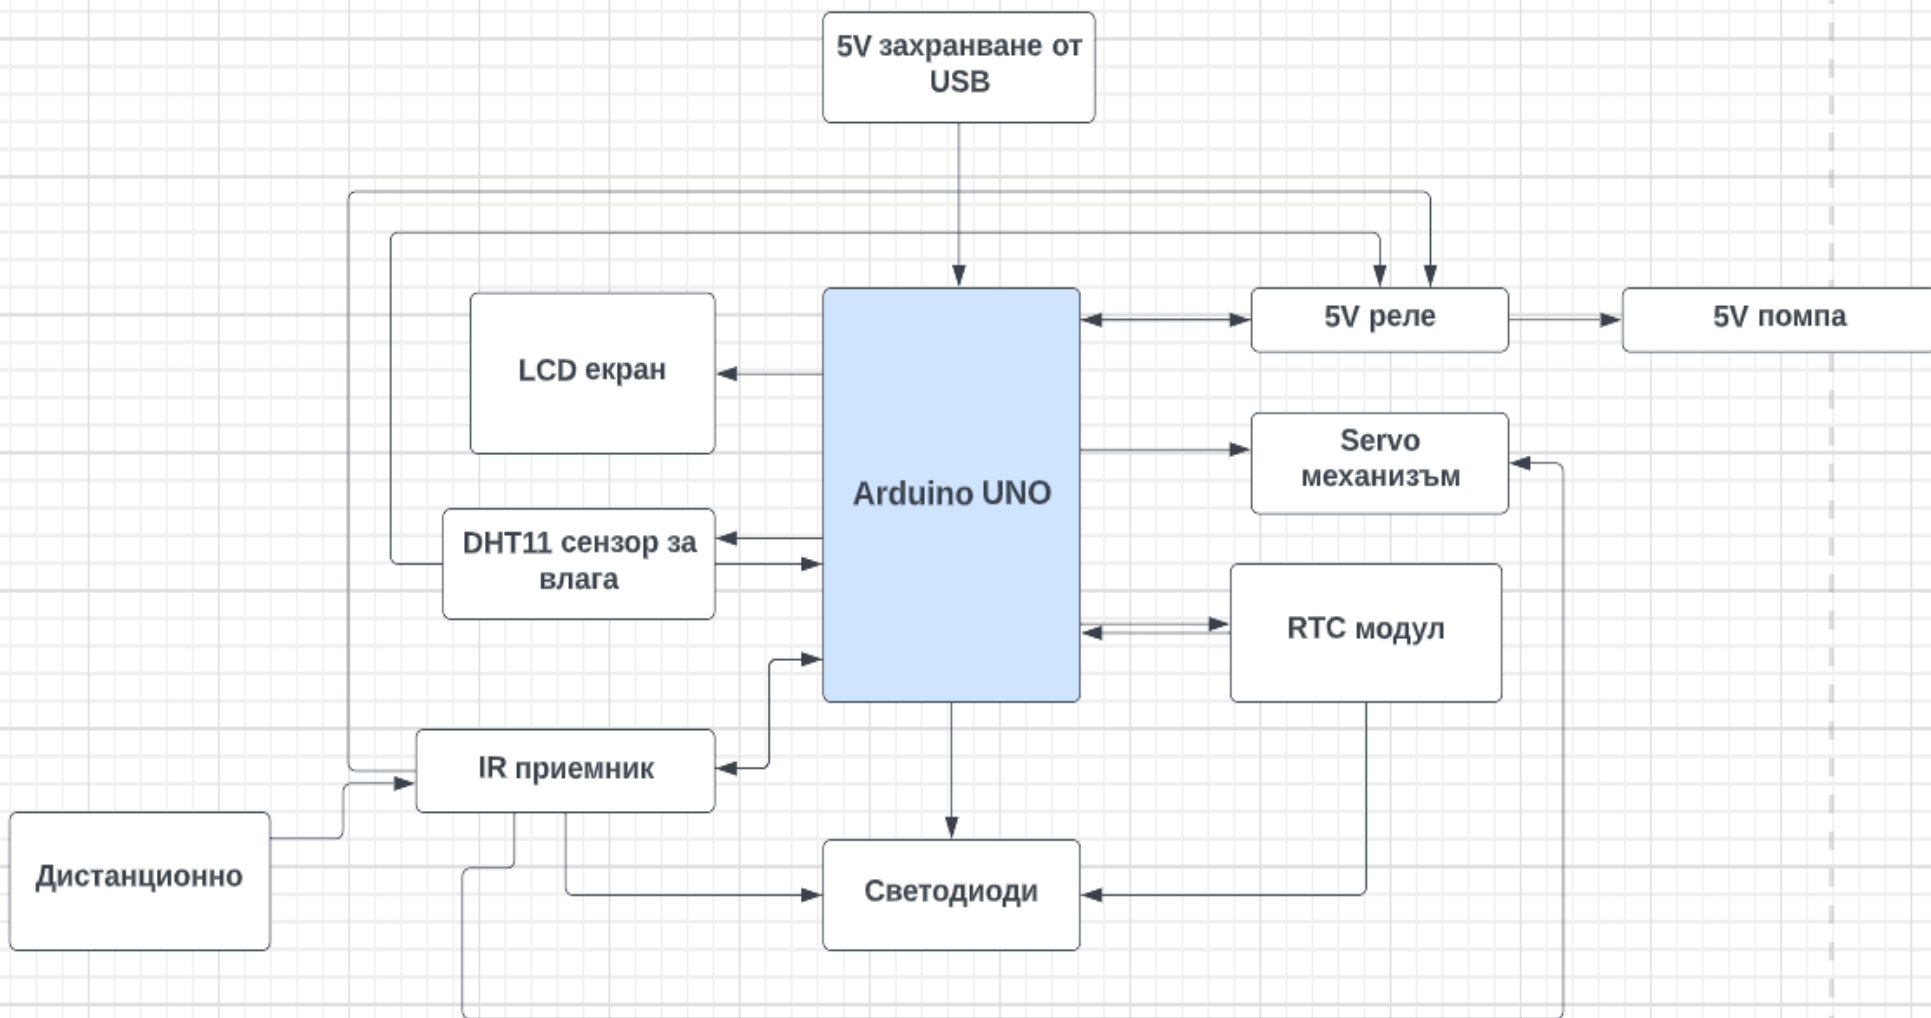 5V захранване от
USB
5V реле
5V помпа
LCD екран
Servo
механизъм
Arduino UNO
DHT11 сензор за
влага
RTC модул
IR приемник
Дистанционно
Светодиоди